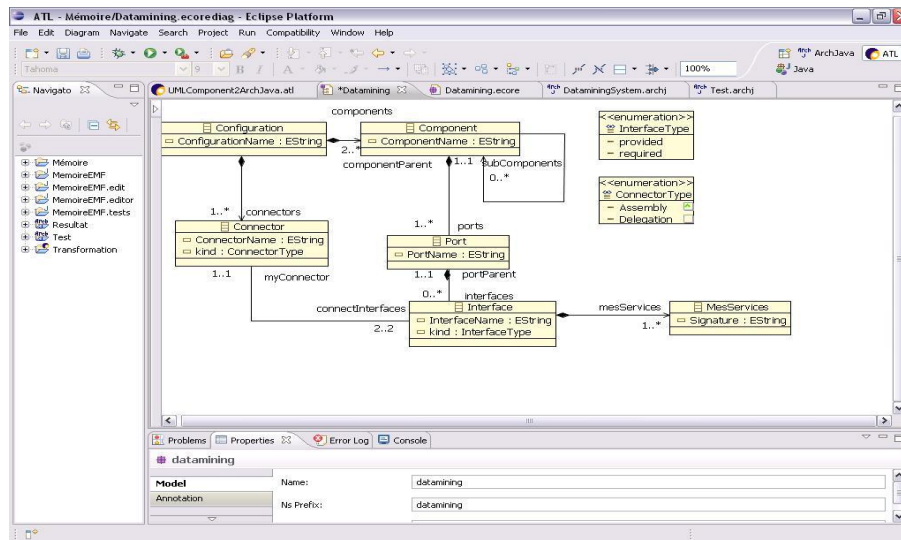 ATL - Mémoire/Datamining.ecorediag - Eclipse Platform
File Edit Diagram Navigate Search Project Run Compatibility Window Help
ArchJava ATL
Tahoma 9 B I A 100% Java
Navigato
UMLComponent2ArchJava.atl *Datamining Datamining.ecore DataminingSystem.archj Test.archj
Mémoire
MemoireEMF
MemoireEMF.edit
MemoireEMF.editor
MemoireEMF.tests
Resultat
Test
Transformation
components
Configuration
ConfigurationName : EString
2..*
componentParent
Component
ComponentName : EString
1..1
subComponents
0..*
<<enumeration>>
InterfaceType
provided
required
<<enumeration>>
ConnectorType
Assembly
Delegation
1..* connectors
Connector
ConnectorName : EString
kind : ConnectorType
1..1 myConnector
1..* ports
Port
PortName : EString
1..1 portParent
0..* interfaces
connectInterfaces
2..2
Interface
InterfaceName : EString
kind : InterfaceType
mesServices
1..*
MesServices
Signature : EString
Problems Properties Error Log Console
datamining
Model
Annotation
Name: datamining
Ns Prefix: datamining